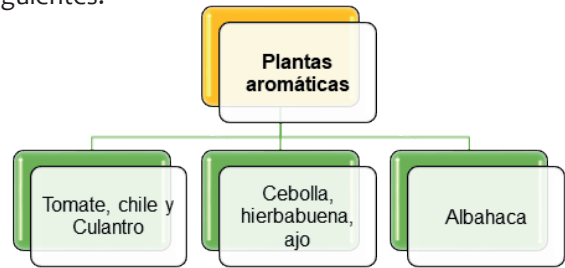 guientes:
Plantas
aromáticas
Tomate, chile y
Culantro
Cebolla,
hierbabuena,
ajo
Albahaca